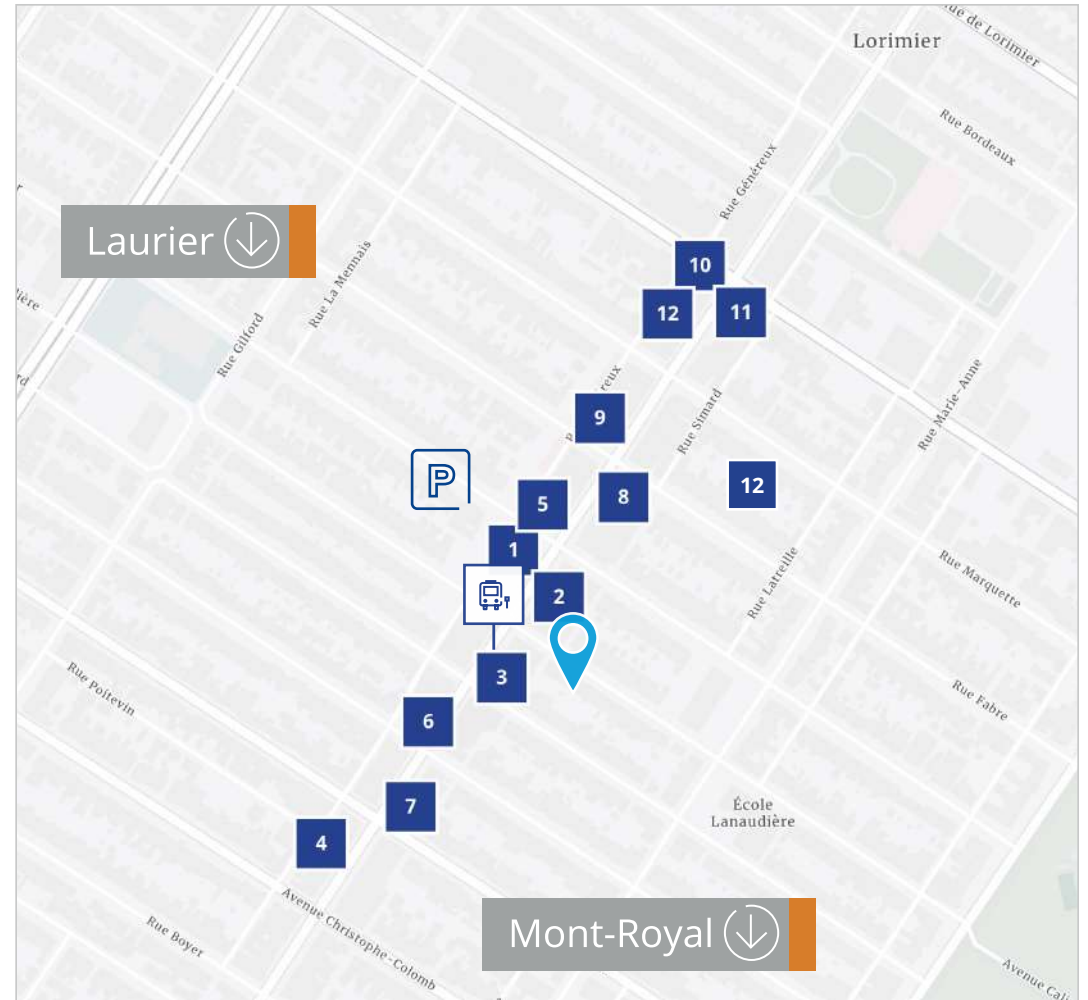 Rue de Lorimier
Lorimier
Rue Bordeaux
Rue Généreux
Laurier
Rue La Mennais
10
12
11
Rue Gilford
Rue Marie-Anne
9
Rue Simard
P
5
8
12
1
2
Rue Latreille
Rue Marquette
3
Rue Poitevin
6
Rue Fabre
7
École
Lanaudière
4
Avenue Christophe-Colomb
Mont-Royal
Rue Boyer
Avenue